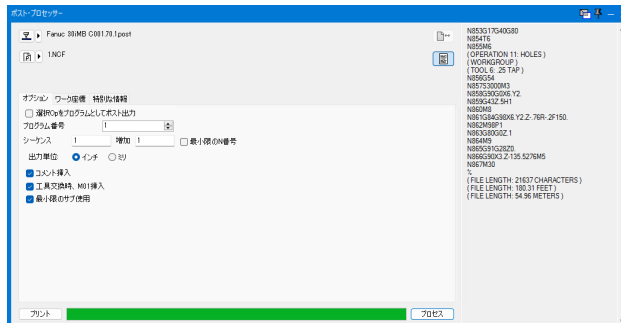 ポスト・プロセッサー
Fanuc 30iMB C001.70.1.post
1.NCF
オプション ワーク座標 特別な情報
選択Opをプログラムとしてポスト出力
プログラム番号 1
シーケンス 1 増加 1 最小限のN番号
出力単位 インチ ミリ
コメント挿入
工具交換時、M01挿入
最小限のサブ使用
プリント プロセス
N853G17G40G80
N854T6
N855M6
( OPERATION 11: HOLES )
( WORKGROUP )
( TOOL 6: .25 TAP )
N856G54
N857S3000M3
N858G90G0X6.Y2.
N859G43Z.5H1
N860M8
N861G84G98X6.Y2.Z-.76R-.2F150.
N862M98P1
N863G80G0Z.1
N864M9
N865G91G28Z0.
N866G90X3.Z-135.5276M5
N867M30
%
( FILE LENGTH: 21637 CHARACTERS )
( FILE LENGTH: 180.31 FEET )
( FILE LENGTH: 54.96 METERS )